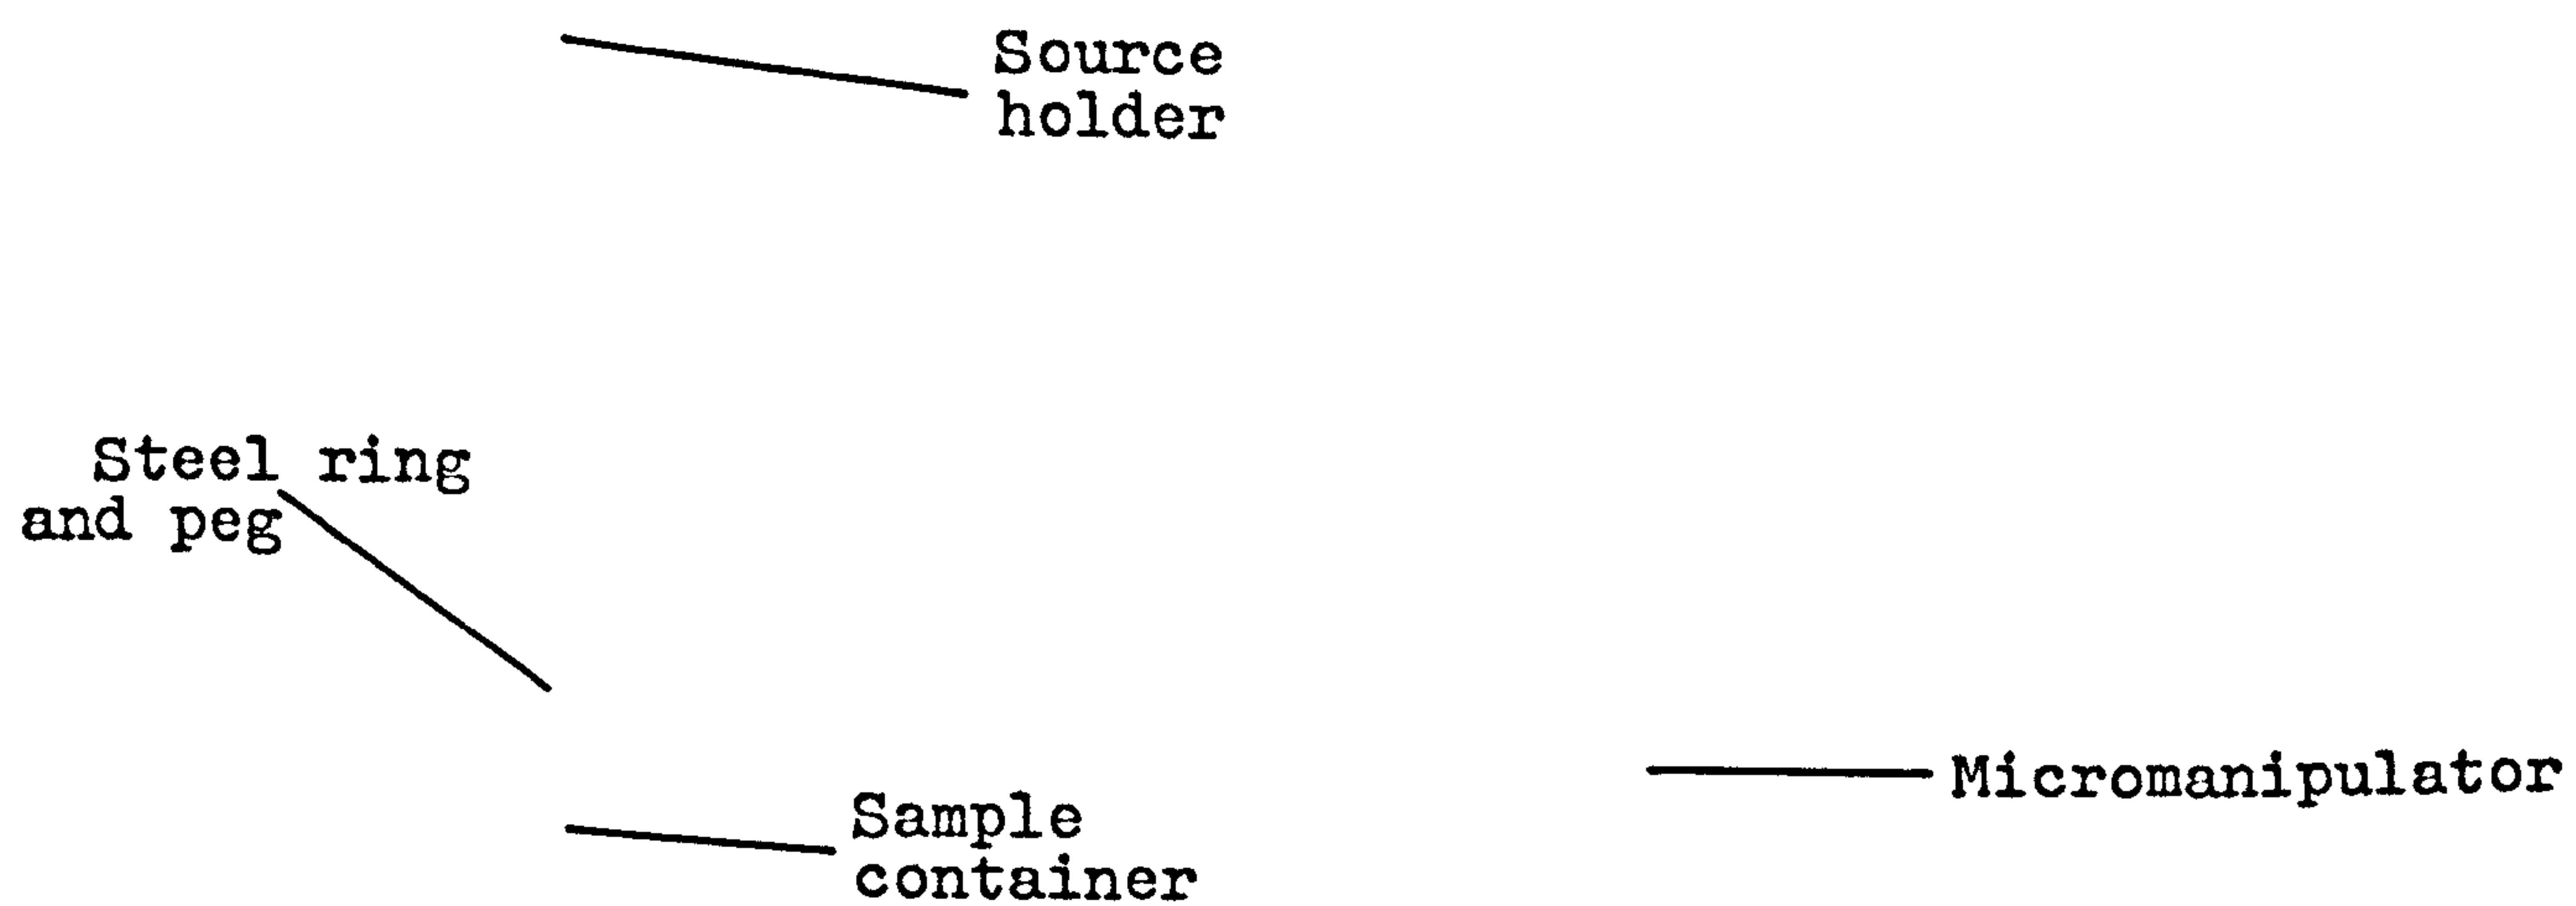 Source
holder
Steel ring
and peg
Sample
container
Micromanipulator